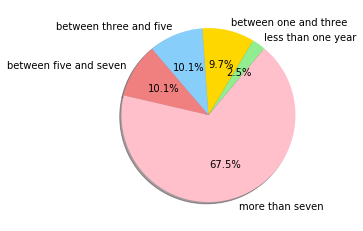 between one and three
between three and five
less than one year
between five and seven
9.7%
10.1%
2.5%
10.1%
67.5%
more than seven